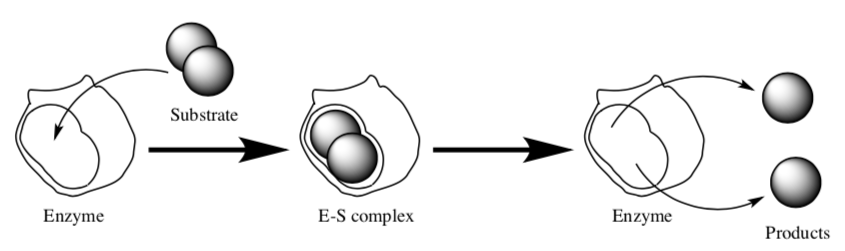 Substrate
Enzyme
E-S complex
Enzyme
Products